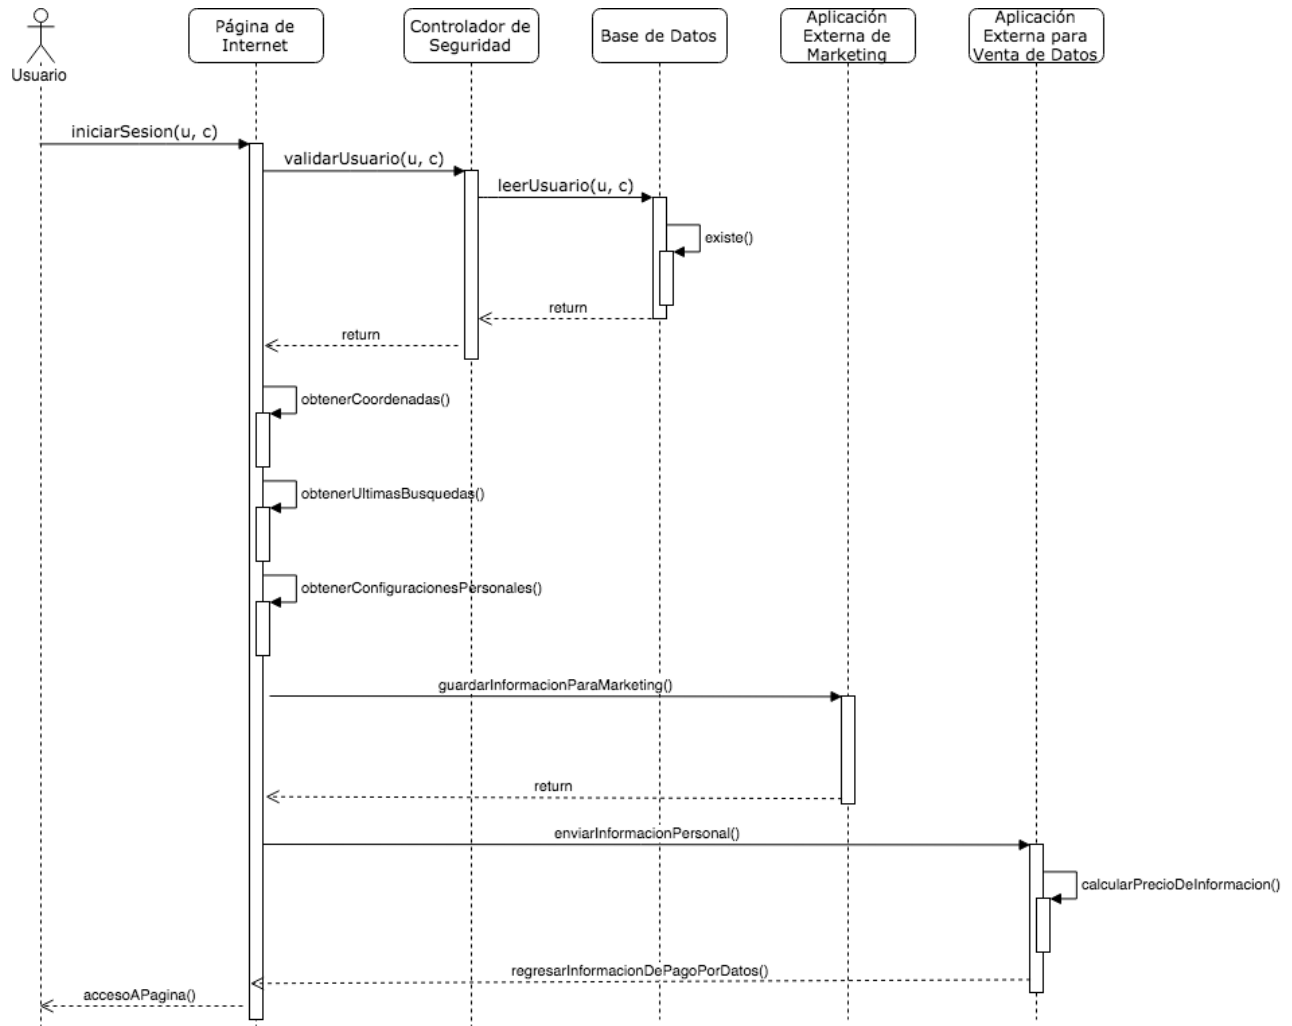 Usuario
Página de
Internet
Controlador de
Seguridad
Base de Datos
Aplicación
Externa de
Marketing
Aplicación
Externa para
Venta de Datos
iniciarSesion(u, c)
validarUsuario(u, c)
leerUsuario(u, c)
existe()
return
return
obtenerCoordenadas()
obtenerUltimasBusquedas()
obtenerConfiguracionesPersonales()
guardarInformacionParaMarketing()
return
enviarInformacionPersonal()
calcularPrecioDeInformacion()
regresarInformacionDePagoPorDatos()
accesoAPagina()